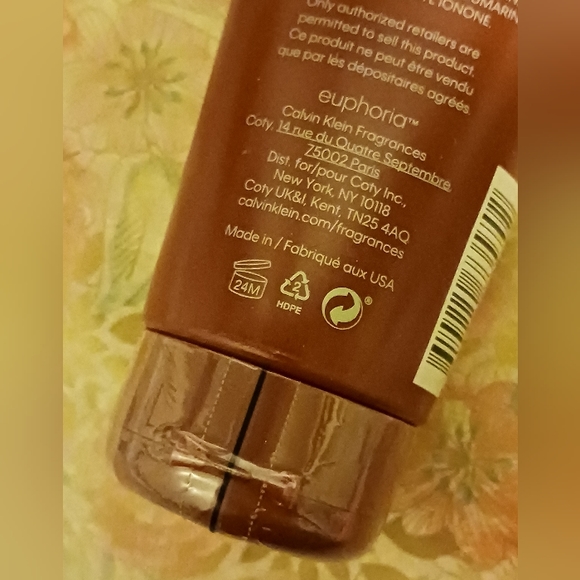 IONONE.
Only authorized retailers are
permitted to sell this product.
Ce produit ne peut être vendu
que par les dépositaires agréés.
euphoria™
Calvin Klein Fragrances
Coty, 14 rue du Quatre Septembre,
75002 Paris
Dist. for/pour Coty Inc.,
New York, NY 10118
Coty UK&I, Kent, TN25 4AQ
calvinklein.com/fragrances
Made in / Fabriqué aux USA
24M
2
HDPE
®